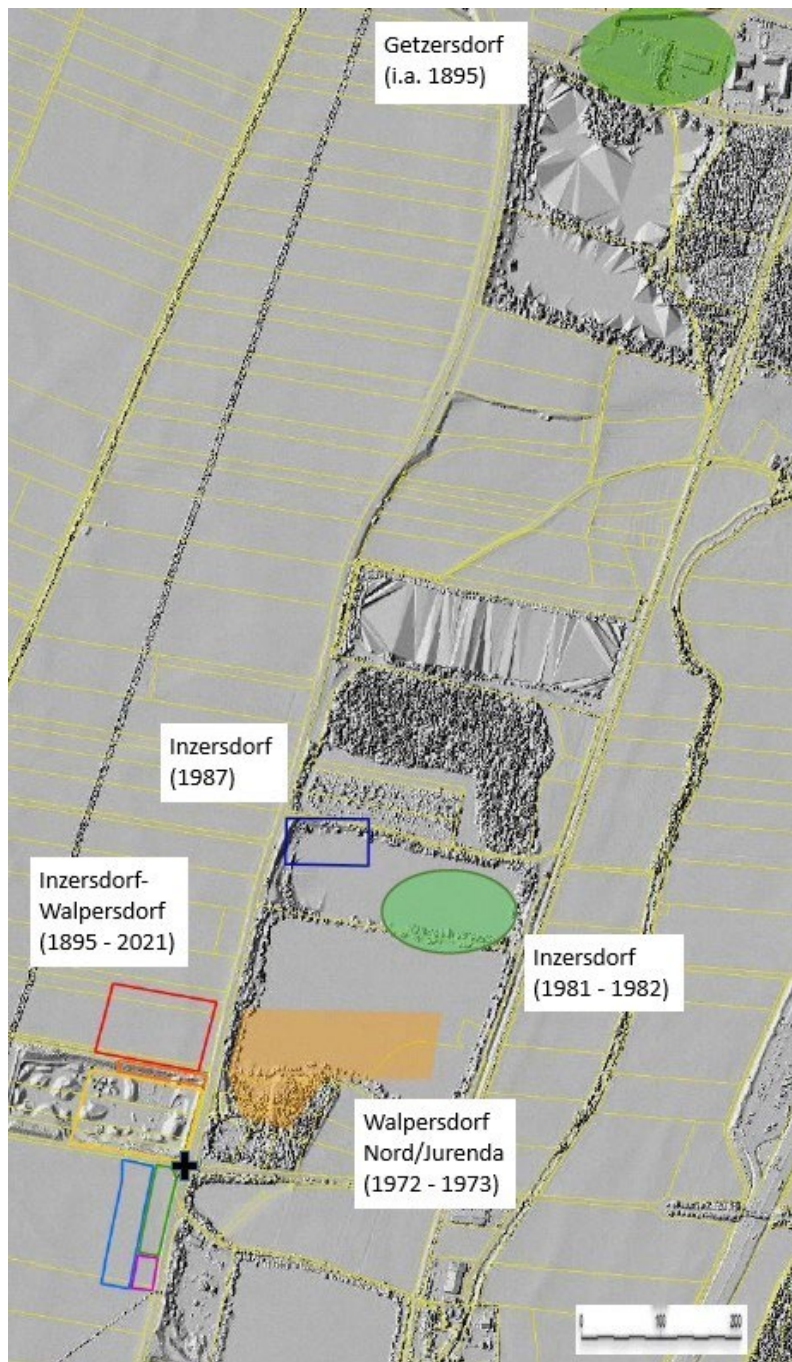 Getzersdorf
(i.a. 1895)
Inzersdorf
(1987)
Inzersdorf-
Walpersdorf
(1895 - 2021)
Inzersdorf
(1981 - 1982)
Walpersdorf
Nord/Jurenda
(1972 - 1973)
0 100 200